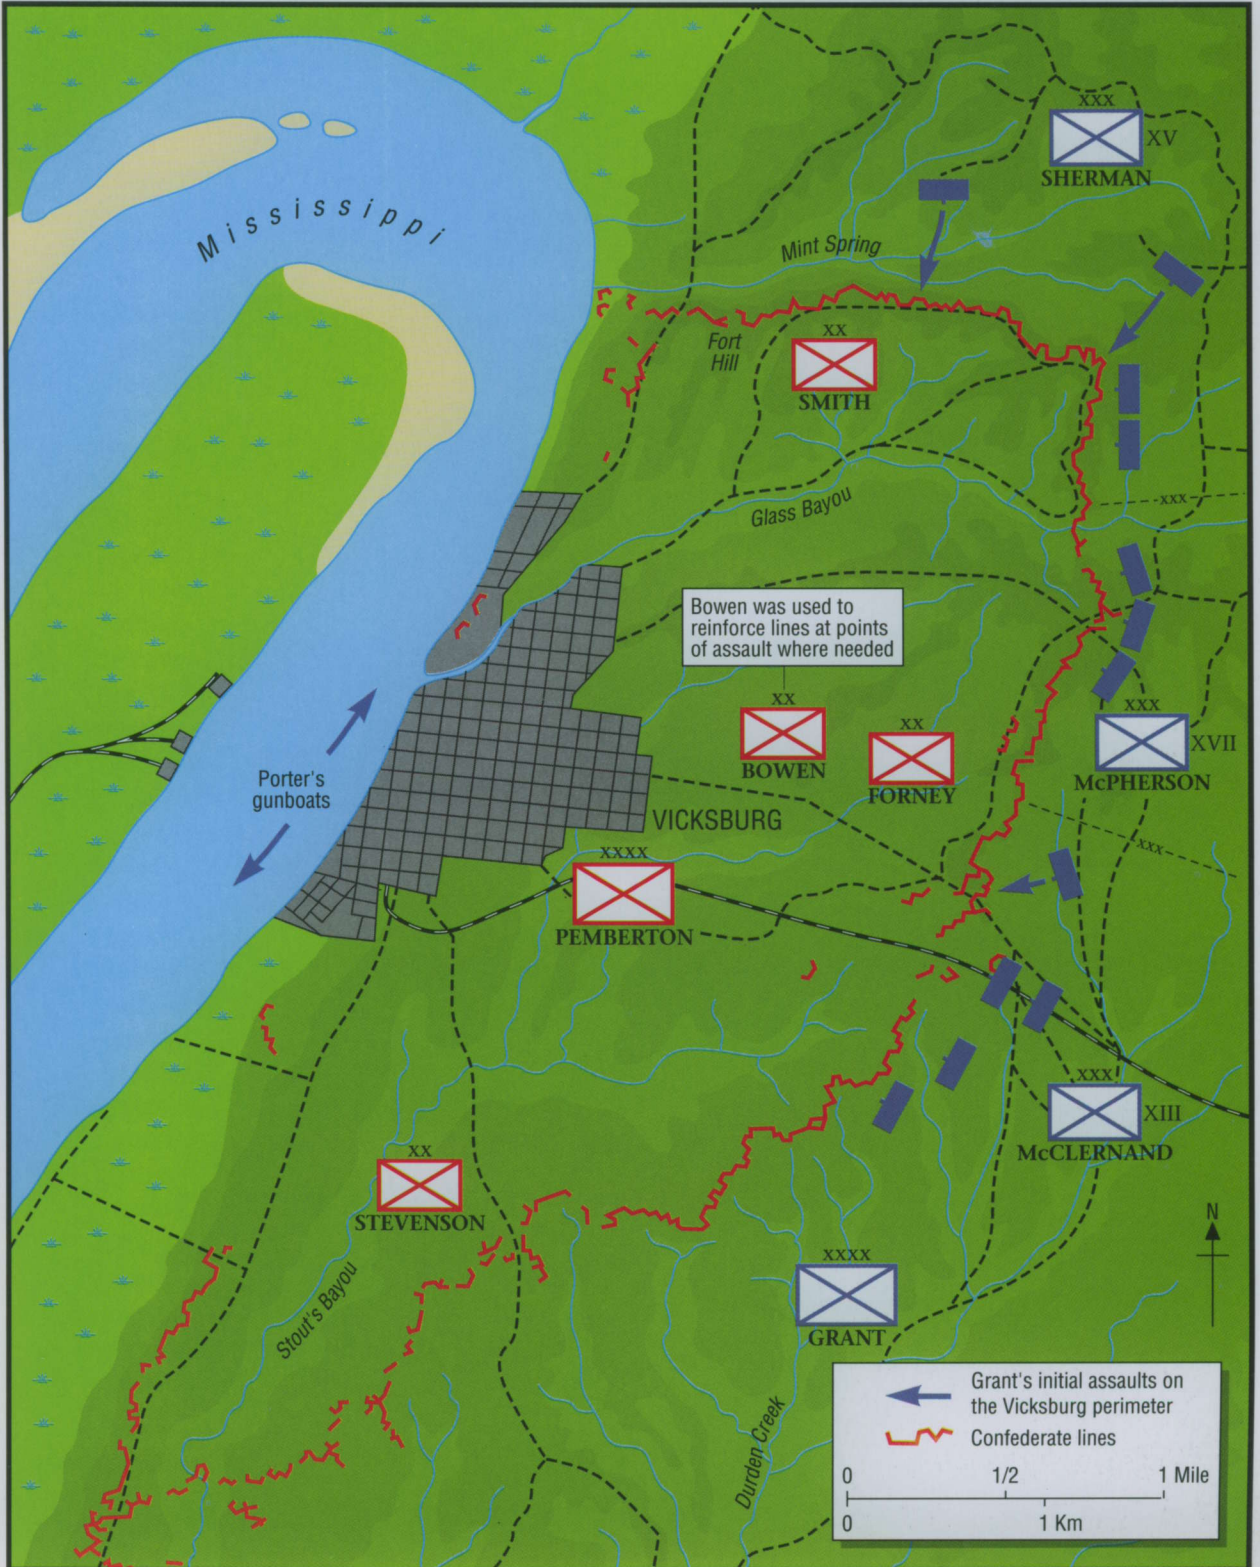 XXX
XV
SHERMAN
Mississippi
Mint Spring
Fort
Hill
XX
SMITH
Glass Bayou
XXX
Bowen was used to
reinforce lines at points
of assault where needed
XX
BOWEN
XX
FORNEY
XXX
XVII
McPHERSON
Porter's
gunboats
VICKSBURG
XXXX
PEMBERTON
XXX
XXX
XIII
McCLERNAND
XX
STEVENSON
Stout's Bayou
XXXX
GRANT
N
Durden Creek
Grant's initial assaults on
the Vicksburg perimeter
Confederate lines
0 1/2 1 Mile
0 1 Km